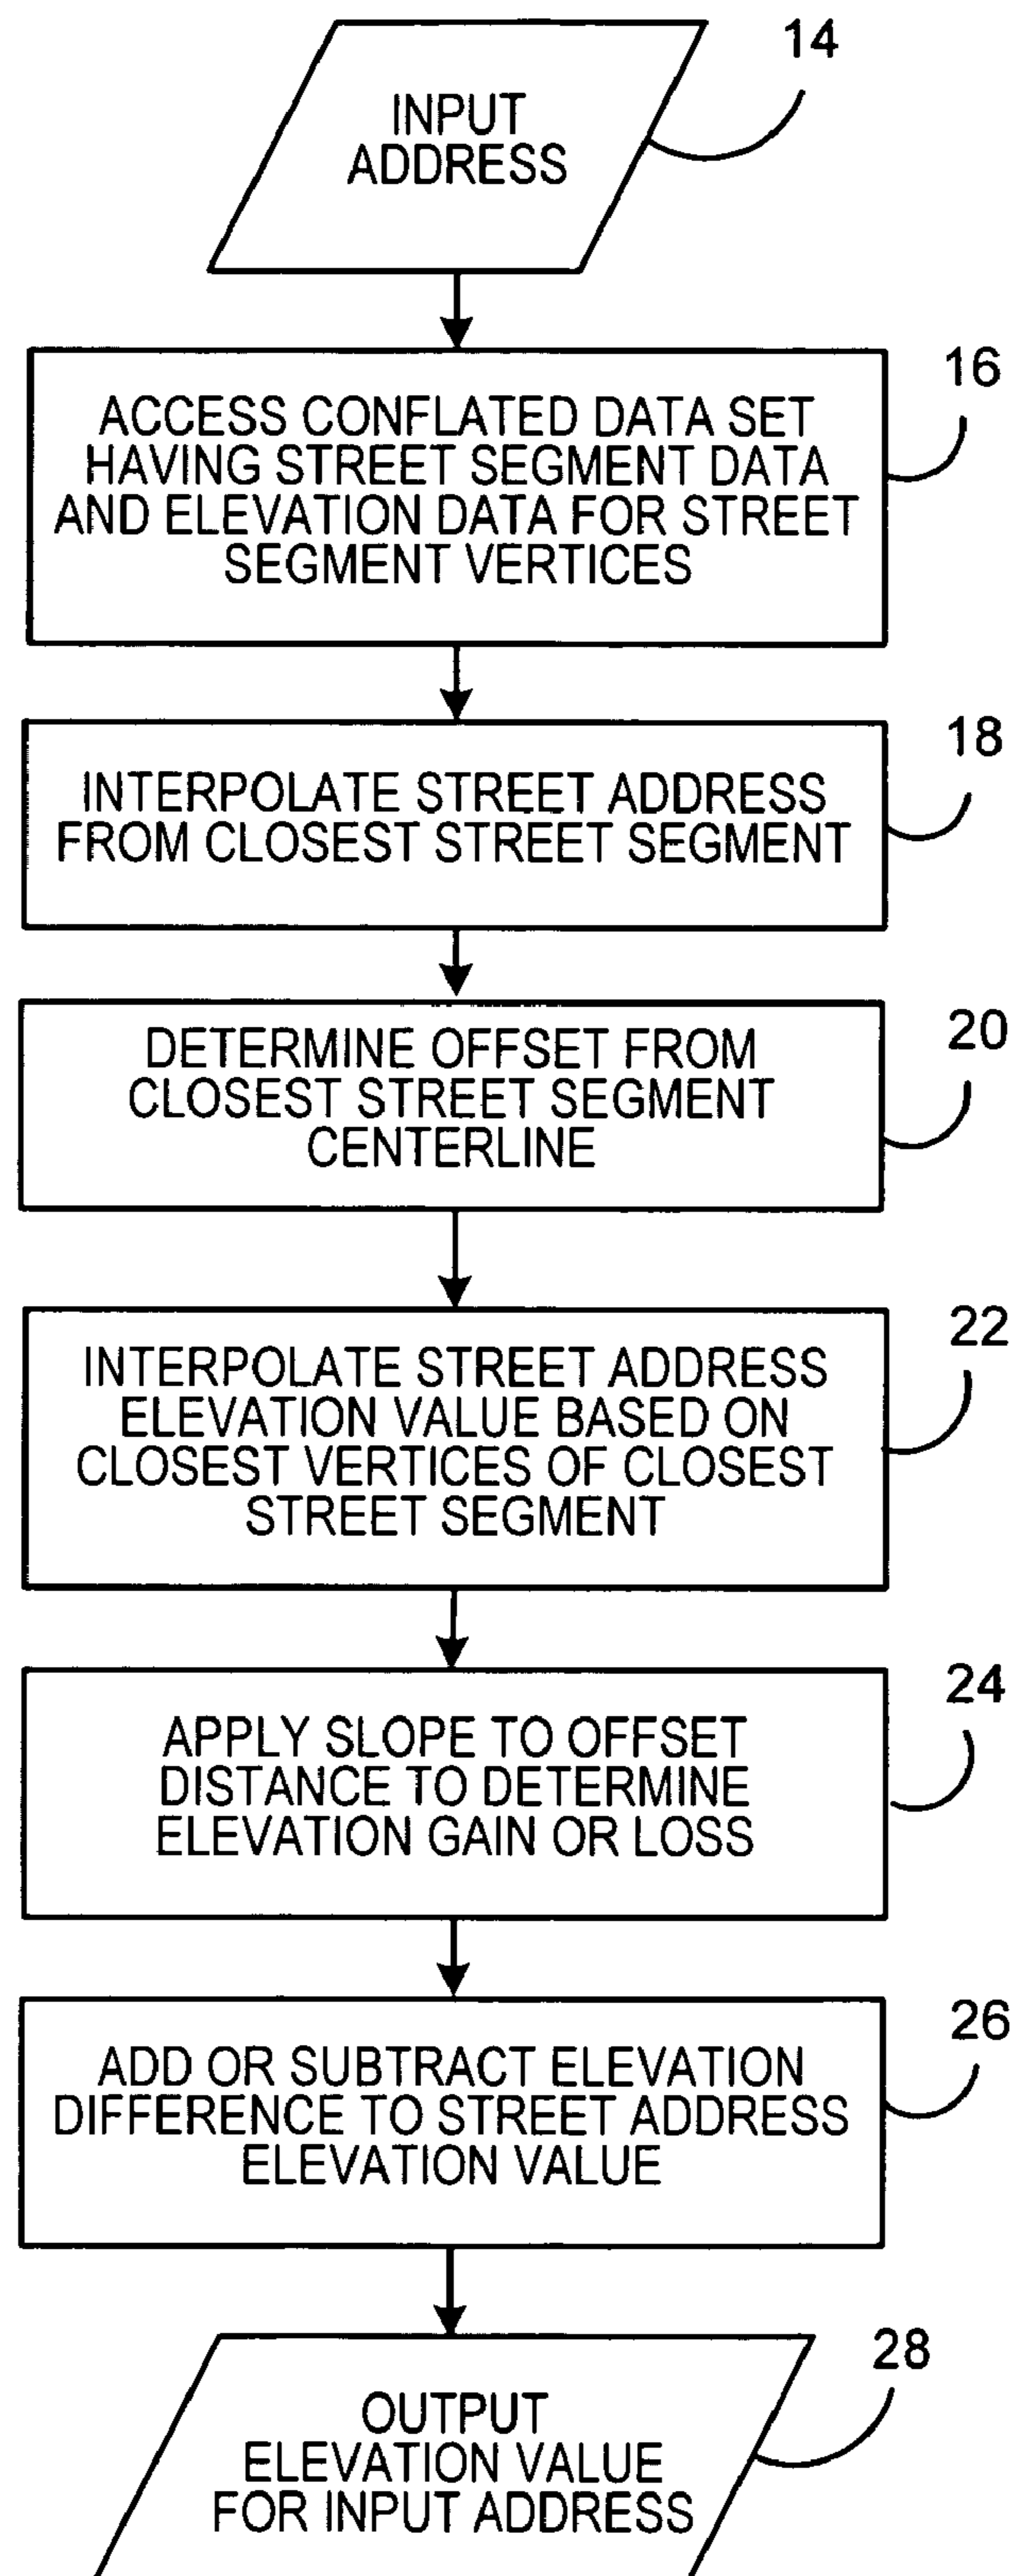 14
INPUT
ADDRESS
16
ACCESS CONFLATED DATA SET
HAVING STREET SEGMENT DATA
AND ELEVATION DATA FOR STREET
SEGMENT VERTICES
18
INTERPOLATE STREET ADDRESS
FROM CLOSEST STREET SEGMENT
20
DETERMINE OFFSET FROM
CLOSEST STREET SEGMENT
CENTERLINE
22
INTERPOLATE STREET ADDRESS
ELEVATION VALUE BASED ON
CLOSEST VERTICES OF CLOSEST
STREET SEGMENT
24
APPLY SLOPE TO OFFSET
DISTANCE TO DETERMINE
ELEVATION GAIN OR LOSS
26
ADD OR SUBTRACT ELEVATION
DIFFERENCE TO STREET ADDRESS
ELEVATION VALUE
28
OUTPUT
ELEVATION VALUE
FOR INPUT ADDRESS